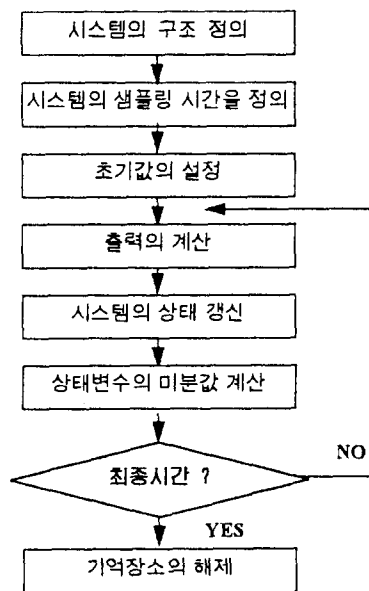 시스템의 구조 정의
시스템의 샘플링 시간을 정의
초기값의 설정
출력의 계산
시스템의 상태 갱신
상태변수의 미분값 계산
최종시간 ?
NO
YES
기억장소의 해제